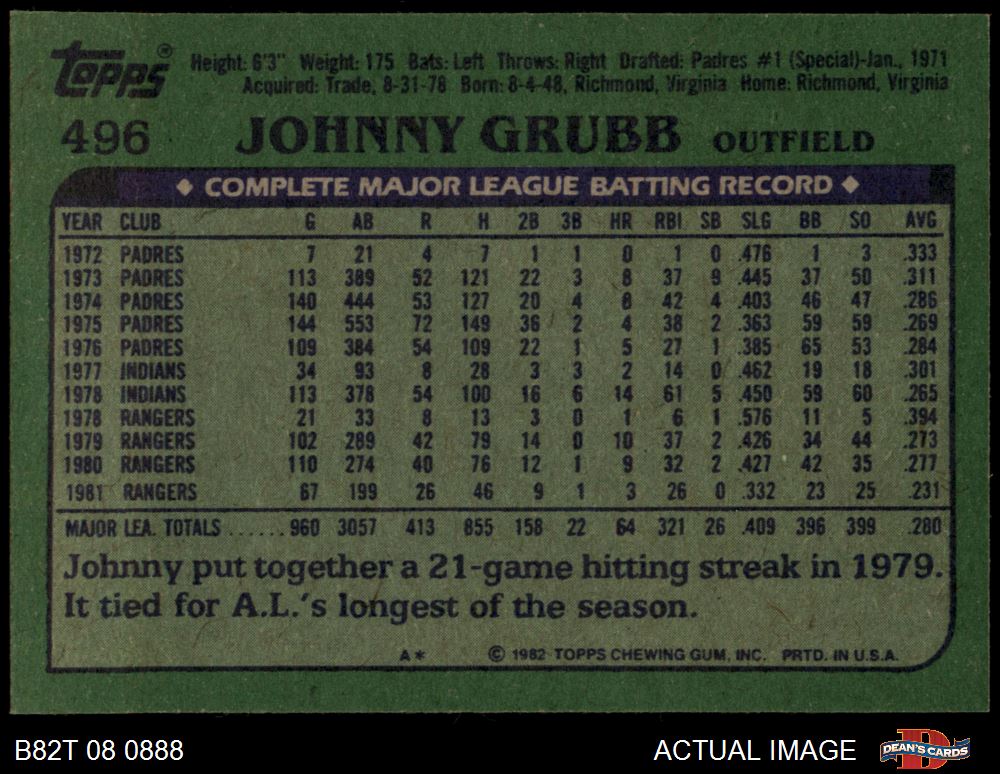 Topps® Height: 6'3" Weight: 175 Bats: Left Throws: Right Drafted: Padres #1 (Special)-Jan., 1971
Acquired: Trade, 8-31-78 Born: 8-4-48, Richmond, Virginia Home: Richmond, Virginia
496 JOHNNY GRUBB OUTFIELD
◆ COMPLETE MAJOR LEAGUE BATTING RECORD ◆
YEAR CLUB G AB R H 2B 3B HR RBI SB SLG BB SO AVG
1972 PADRES 7 21 4 7 1 1 0 1 0 .476 1 3 .333
1973 PADRES 113 389 52 121 22 3 8 37 9 .445 37 50 .311
1974 PADRES 140 444 53 127 20 4 8 42 4 .403 46 47 .286
1975 PADRES 144 553 72 149 36 2 4 38 2 .363 59 59 .269
1976 PADRES 109 384 54 109 22 1 5 27 1 .385 65 53 .284
1977 INDIANS 34 93 8 28 3 3 2 14 0 .462 19 18 .301
1978 INDIANS 113 378 54 100 16 6 14 61 5 .450 59 60 .265
1978 RANGERS 21 33 8 13 3 0 1 6 1 .576 11 5 .394
1979 RANGERS 102 289 42 79 14 0 10 37 2 .426 34 44 .273
1980 RANGERS 110 274 40 76 12 1 9 32 2 .427 42 35 .277
1981 RANGERS 67 199 26 46 9 1 3 26 0 .332 23 25 .231
MAJOR LEA. TOTALS ...... 960 3057 413 855 158 22 64 321 26 .409 396 399 .280
Johnny put together a 21-game hitting streak in 1979.
It tied for A.L.'s longest of the season.
A* © 1982 TOPPS CHEWING GUM, INC. PRTD. IN U.S.A.
B82T 08 0888 ACTUAL IMAGE DEAN'S CARDS